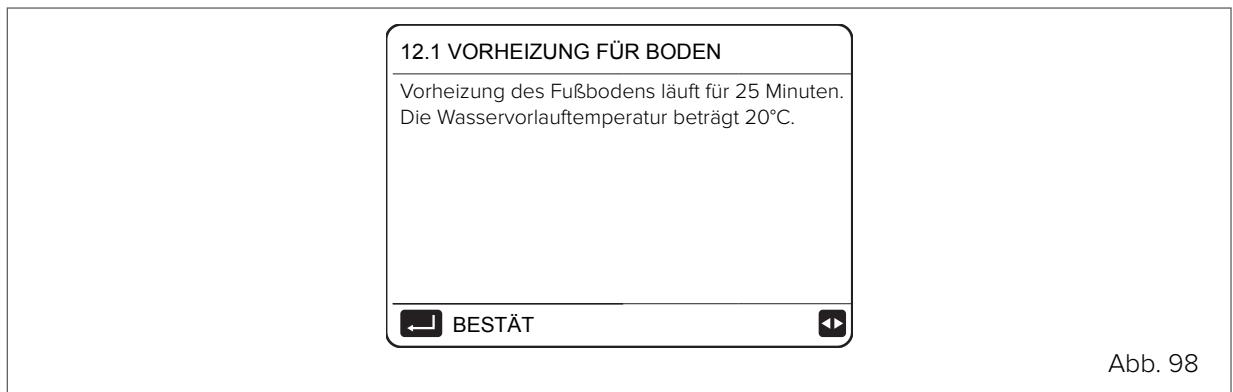 12.1 VORHEIZUNG FÜR BODEN
Vorheizung des Fußbodens läuft für 25 Minuten.
Die Wasservorlauftemperatur beträgt 20°C.
BESTÄT
Abb. 98